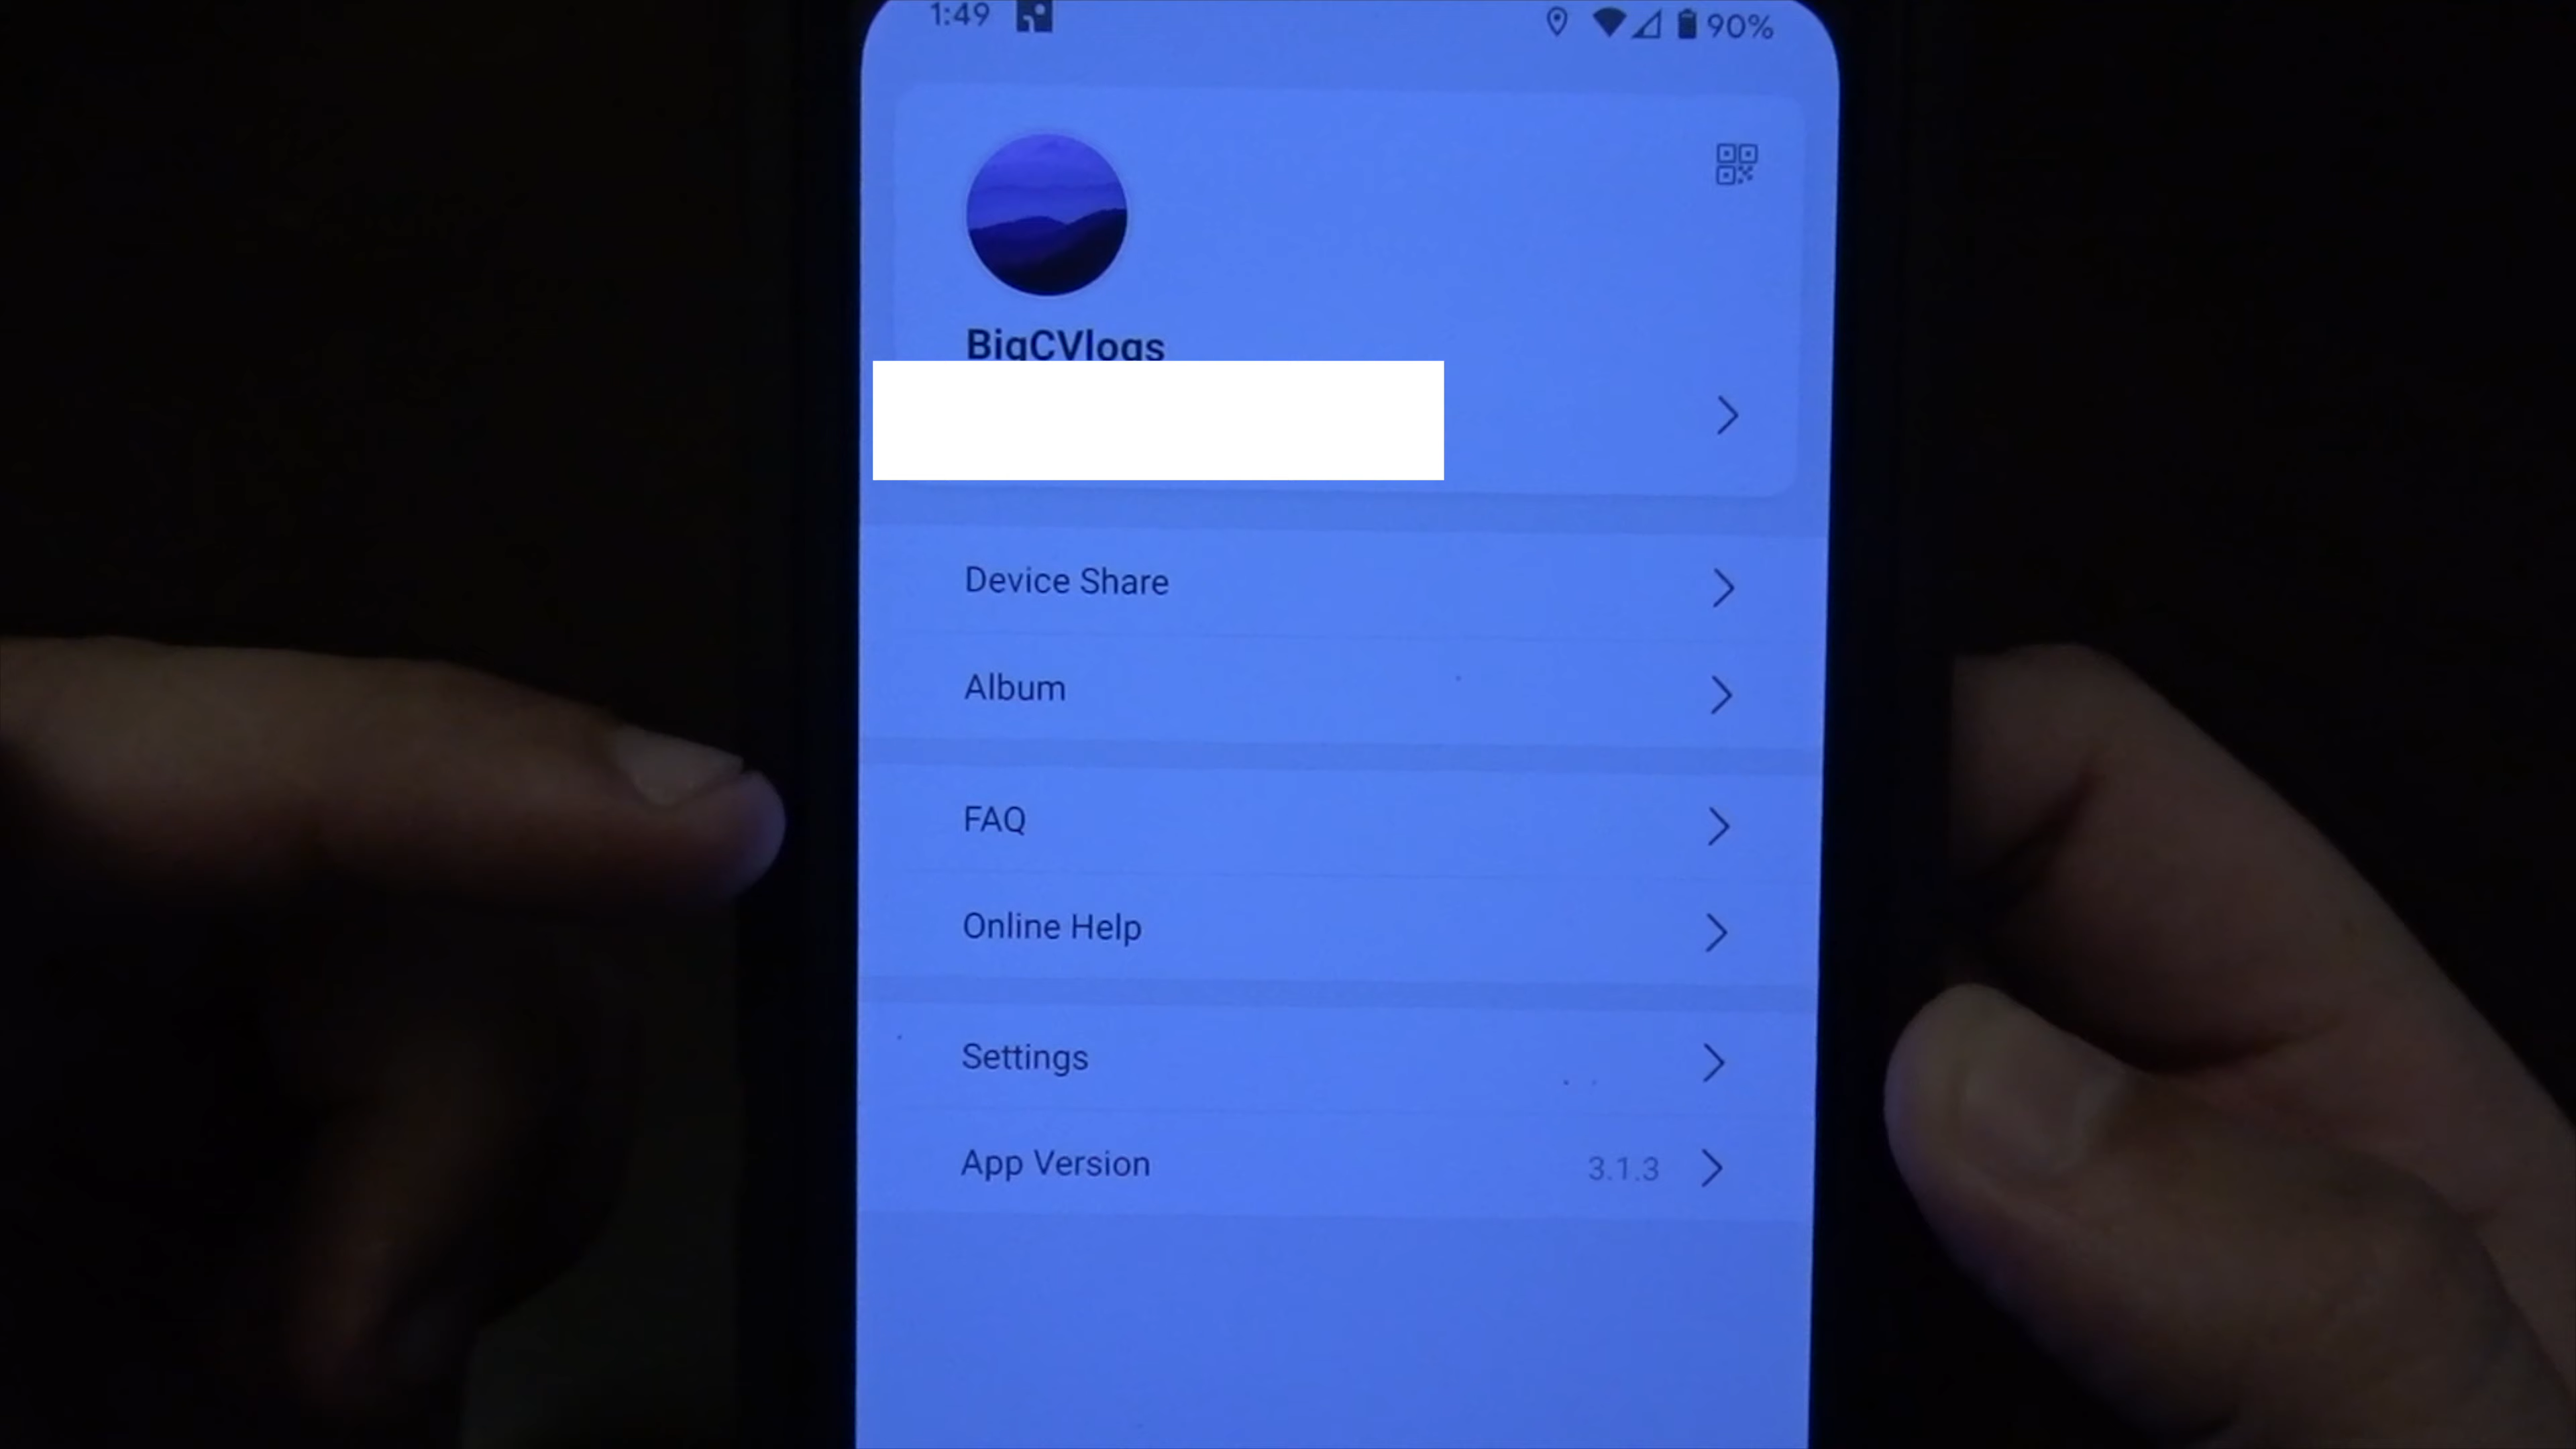 1:49 90%
BigCVlogs
Device Share
Album
FAQ
Online Help
Settings
App Version 3.1.3